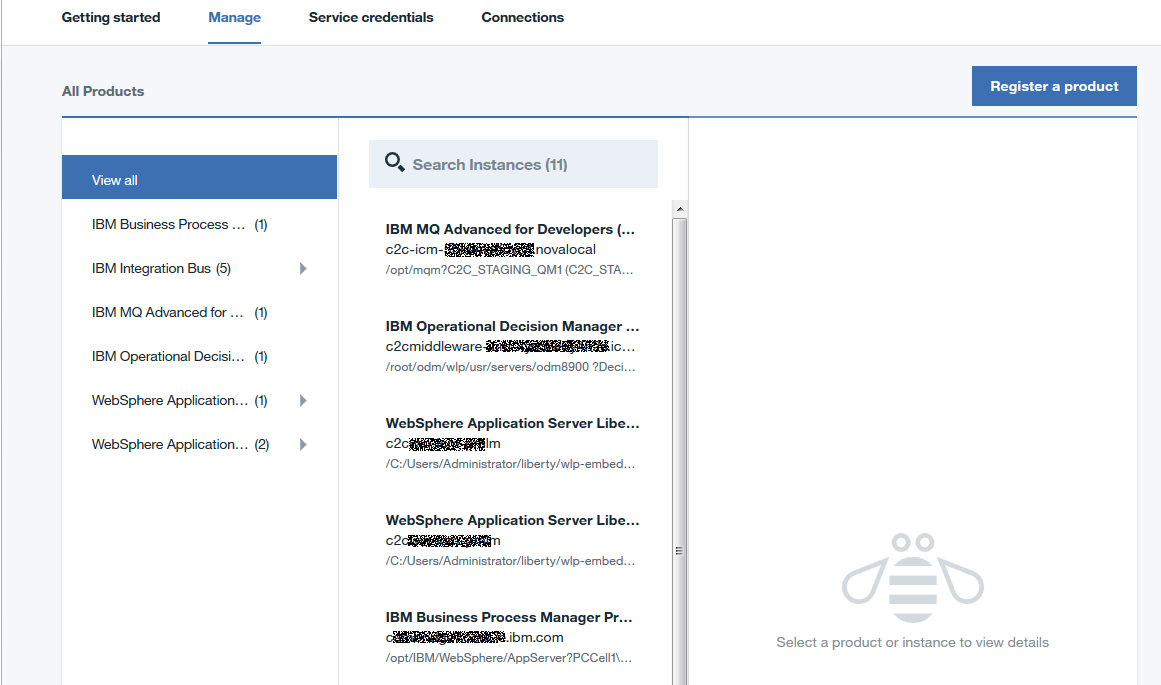 Getting started
Manage
Service credentials
Connections
All Products
Register a product
View all
IBM Business Process ... (1)
IBM Integration Bus (5)
IBM MQ Advanced for ... (1)
IBM Operational Decisi... (1)
WebSphere Application... (1)
WebSphere Application... (2)
Search Instances (11)
IBM MQ Advanced for Developers (...
c2c-icm- novalocal
/opt/mqm?C2C_STAGING_QM1 (C2C_STA...
IBM Operational Decision Manager ...
c2cmiddleware- .ic...
/root/odm/wlp/usr/servers/odm8900 ?Deci...
WebSphere Application Server Libe...
c2c lm
/C:/Users/Administrator/liberty/wlp-embed...
WebSphere Application Server Libe...
c2c m
/C:/Users/Administrator/liberty/wlp-embed...
IBM Business Process Manager Pr...
c .ibm.com
/opt/IBM/WebSphere/AppServer?PCCell1\...
Select a product or instance to view details